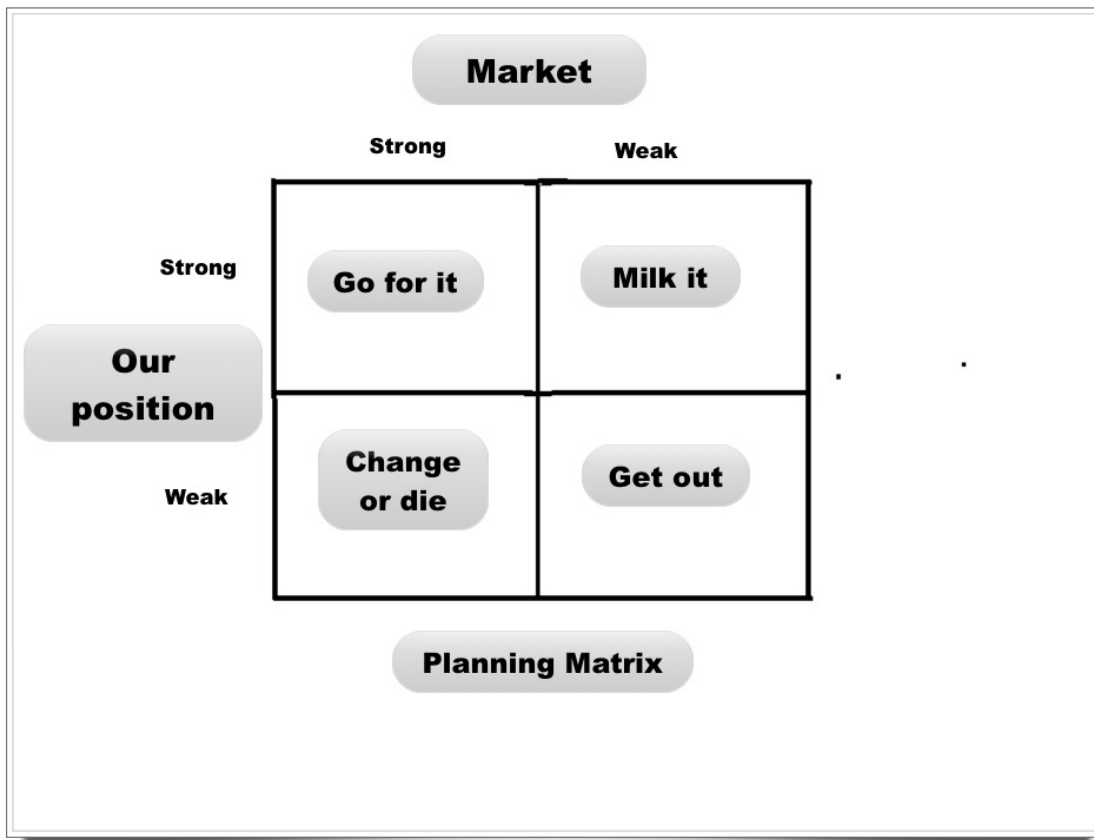 Market
Strong
Weak
Strong
Go for it
Milk it
Our
position
Change
or die
Get out
Weak
Planning Matrix